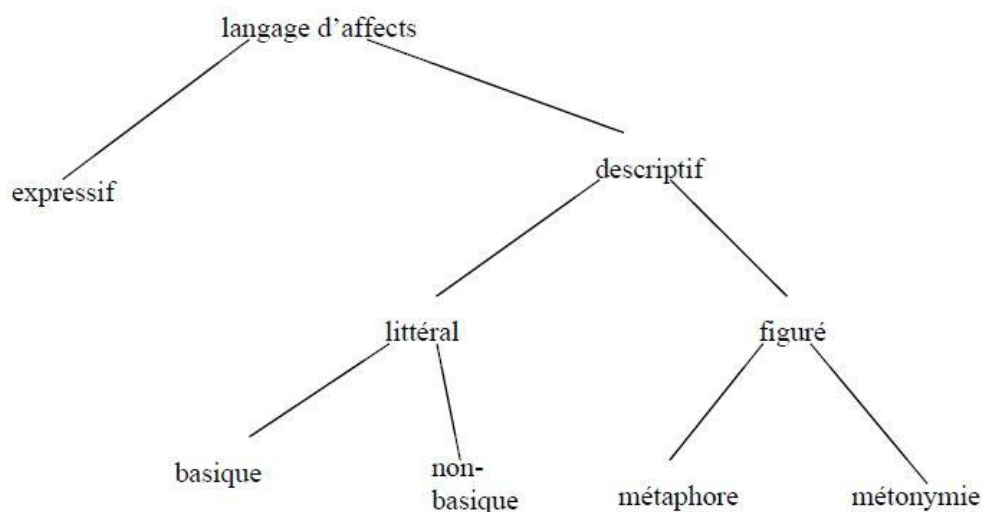 langage d’affects
expressif
descriptif
littéral
figuré
basique
non-
basique
métaphore
métonymie